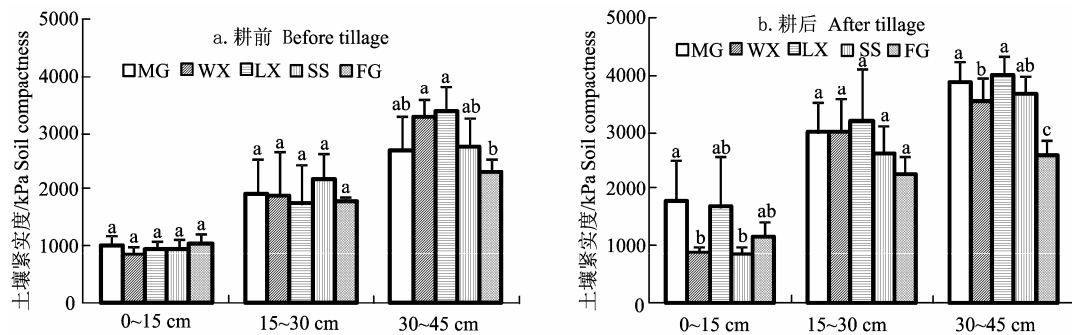 土壤紧实度/kPa Soil compactness
5000
4000
3000
2000
1000
0
a. 耕前 Before tillage
MG WX LX SS FG
a a a a a
a a a a a
ab a a ab b
0~15 cm 15~30 cm 30~45 cm
土壤紧实度/kPa Soil compactness
5000
4000
3000
2000
1000
0
b. 耕后 After tillage
MG WX LX SS FG
a b ab b ab
a a a a a
a b a ab c
0~15 cm 15~30 cm 30~45 cm